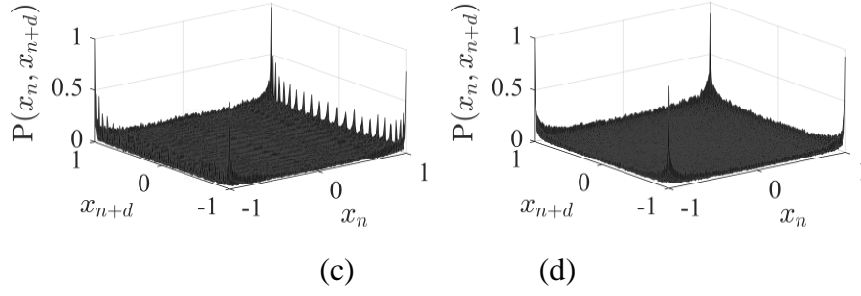 P(x_n, x_{n+d})
1
0.5
0
1
0
-1
x_{n+d}
-1
0
1
x_n
(c)
P(x_n, x_{n+d})
1
0.5
0
1
0
-1
x_{n+d}
-1
0
1
x_n
(d)